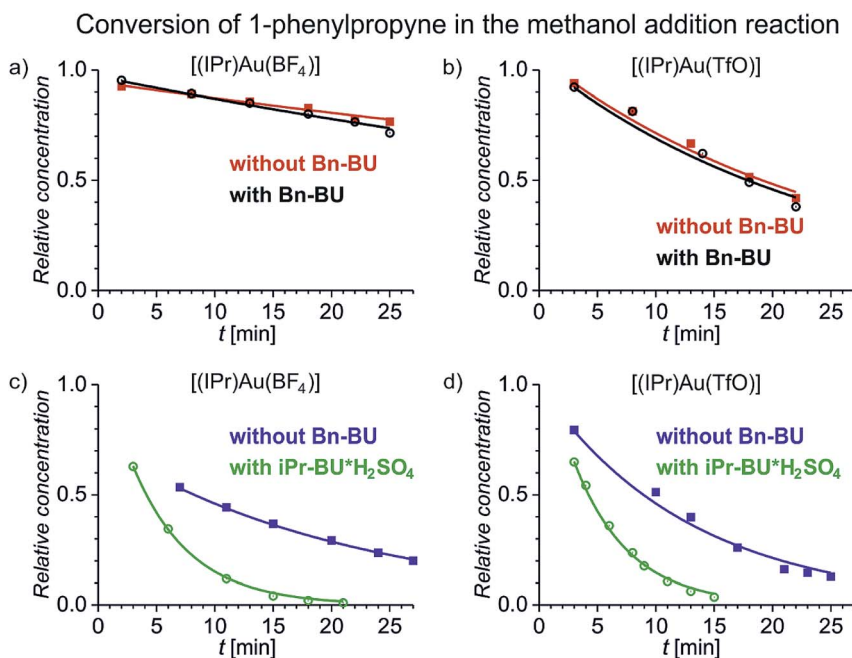 Conversion of 1-phenylpropyne in the methanol addition reaction
a)
[(IPr)Au(BF₄)]
Relative concentration
1.0
0.5
0.0
without Bn-BU
with Bn-BU
0 5 10 15 20 25
t [min]
b)
[(IPr)Au(TfO)]
Relative concentration
1.0
0.5
0.0
without Bn-BU
with Bn-BU
0 5 10 15 20 25
t [min]
c)
[(IPr)Au(BF₄)]
Relative concentration
1.0
0.5
0.0
without Bn-BU
with iPr-BU*H₂SO₄
0 5 10 15 20 25
t [min]
d)
[(IPr)Au(TfO)]
Relative concentration
1.0
0.5
0.0
without Bn-BU
with iPr-BU*H₂SO₄
0 5 10 15 20 25
t [min]